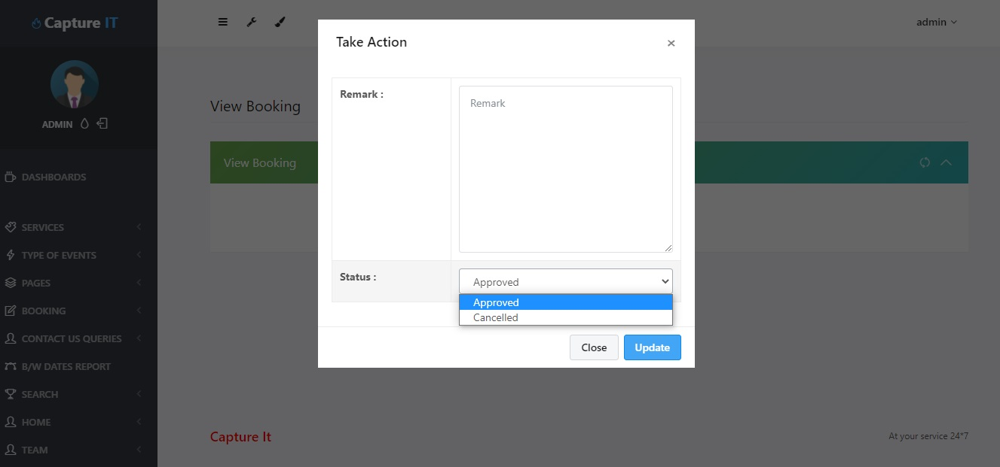 Capture IT
admin
ADMIN
DASHBOARDS
SERVICES
TYPE OF EVENTS
PAGES
BOOKING
CONTACT US QUERIES
B/W DATES REPORT
SEARCH
HOME
TEAM
View Booking
View Booking
Take Action
×
Remark :
Remark
Status :
Approved
Approved
Cancelled
Close
Update
Capture It
At your service 24*7